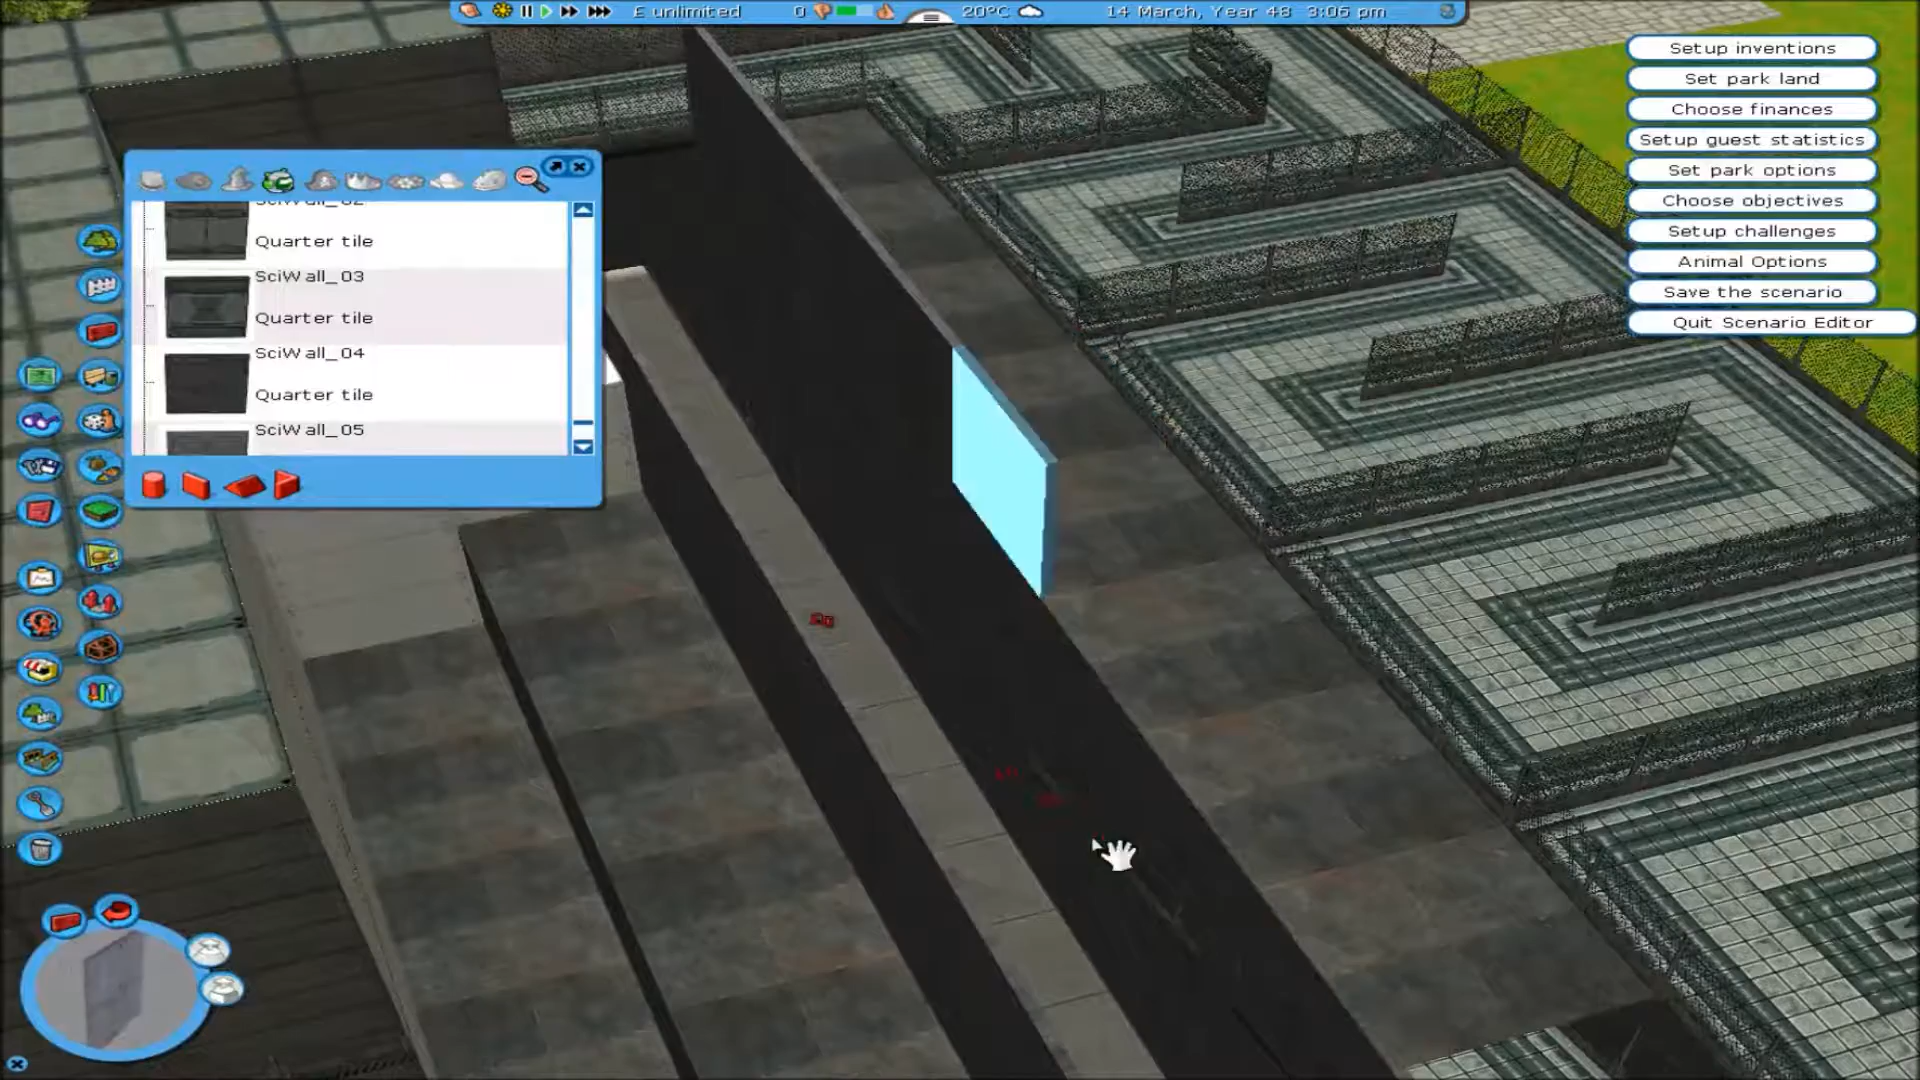 £ unlimited 0 20°C 14 March, Year 48 3:06 pm
Setup inventions
Set park land
Choose finances
Setup guest statistics
Set park options
Choose objectives
Setup challenges
Animal Options
Save the scenario
Quit Scenario Editor
SciWall_02
Quarter tile
SciWall_03
Quarter tile
SciWall_04
Quarter tile
SciWall_05